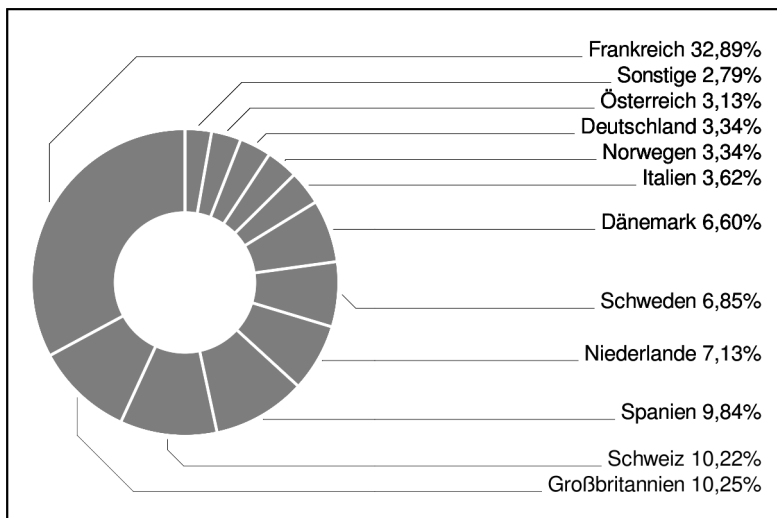 Frankreich 32,89%
Sonstige 2,79%
Österreich 3,13%
Deutschland 3,34%
Norwegen 3,34%
Italien 3,62%
Dänemark 6,60%
Schweden 6,85%
Niederlande 7,13%
Spanien 9,84%
Schweiz 10,22%
Großbritannien 10,25%